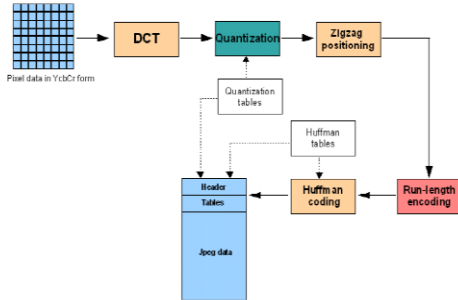 DCT
Quantization
Zigzag
positioning
Pixel data in YcbCr form
Quantization
tables
Huffman
tables
Header
Tables
Jpeg data
Huffman
coding
Run-length
encoding